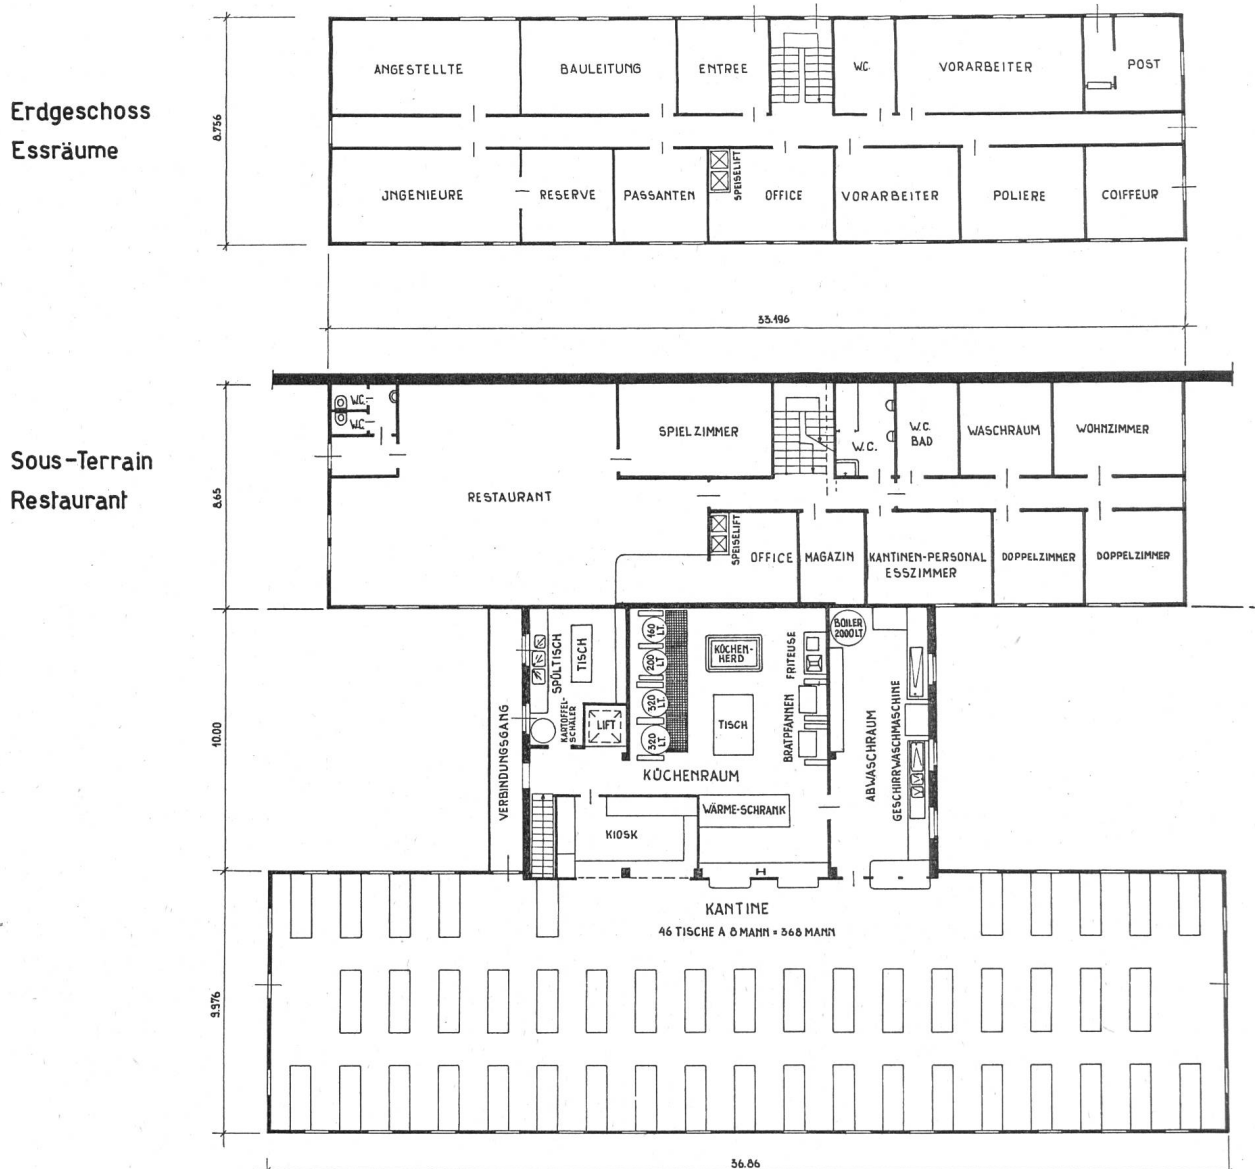 Erdgeschoss
Essräume
8.756
ANGESTELLTE
BAULEITUNG
ENTREE
W.C.
VORARBEITER
POST
JNGENIEURE
RESERVE
PASSANTEN
SPEISELIFT
OFFICE
VORARBEITER
POLIERE
COIFFEUR
33.196
Sous-Terrain
Restaurant
8.65
W.C.
W.C.
RESTAURANT
SPIELZIMMER
W.C.
W.C.
BAD
WASCHRAUM
WOHNZIMMER
SPEISELIFT
OFFICE
MAGAZIN
KANTINEN-PERSONAL
ESSZIMMER
DOPPELZIMMER
DOPPELZIMMER
10.00
VERBINDUNGSGANG
SPÜLTISCH
TISCH
KARTOFFEL-
SCHÄLER
LIFT
160
LT.
200
LT.
320
LT.
320
LT.
KÜCHEN-
HERD
TISCH
FRITEUSE
BRATPFANNEN
BOILER
2000 LT
ABWASCHRAUM
GESCHIRRWASCHMASCHINE
KÜCHENRAUM
KIOSK
WÄRME-SCHRANK
KANTINE
46 TISCHE A 8 MANN = 368 MANN
9.976
36.86